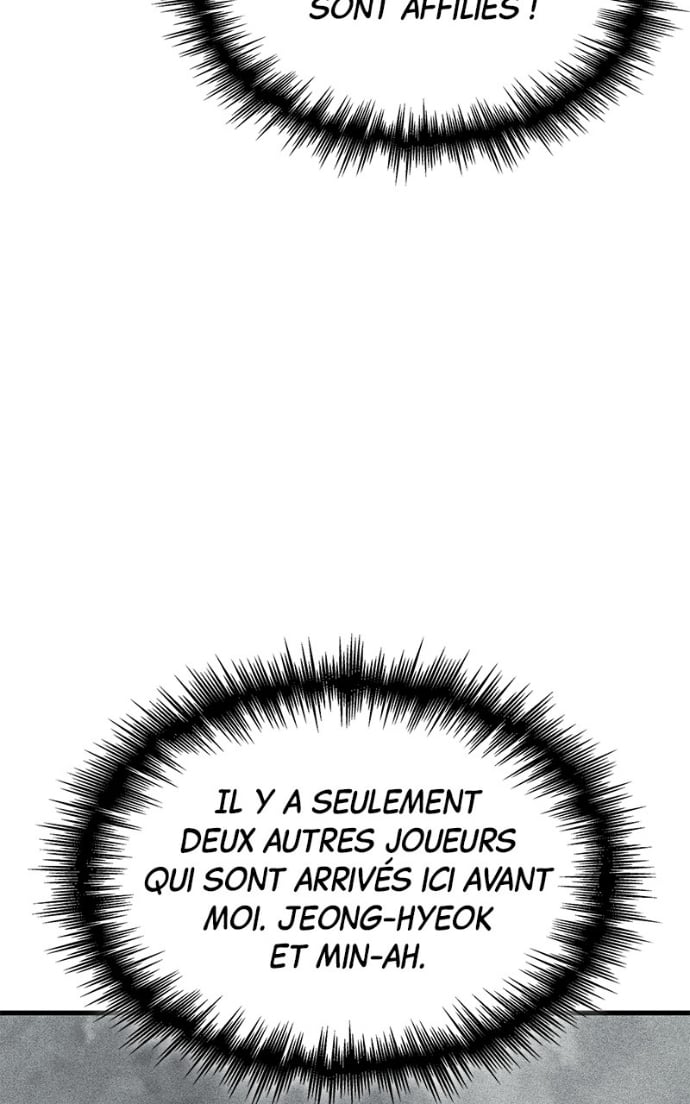 SONT AFFILIÉS !
IL Y A SEULEMENT
DEUX AUTRES JOUEURS
QUI SONT ARRIVÉS ICI AVANT
MOI. JEONG-HYEOK
ET MIN-AH.